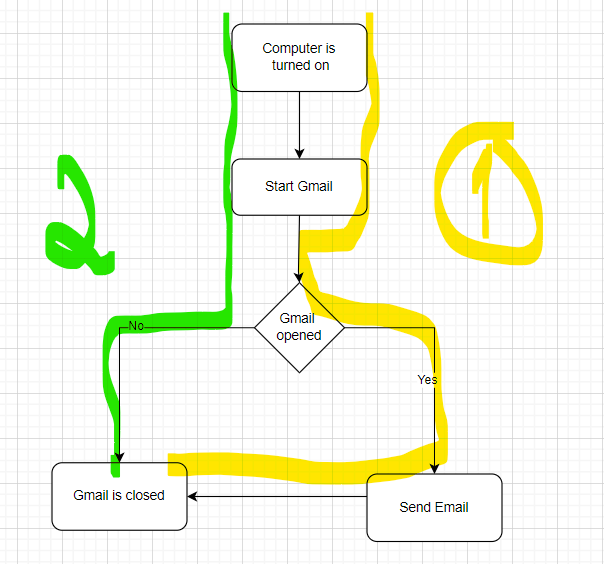 Computer is
turned on
2
1
Start Gmail
Gmail
opened
No
Yes
Gmail is closed
Send Email